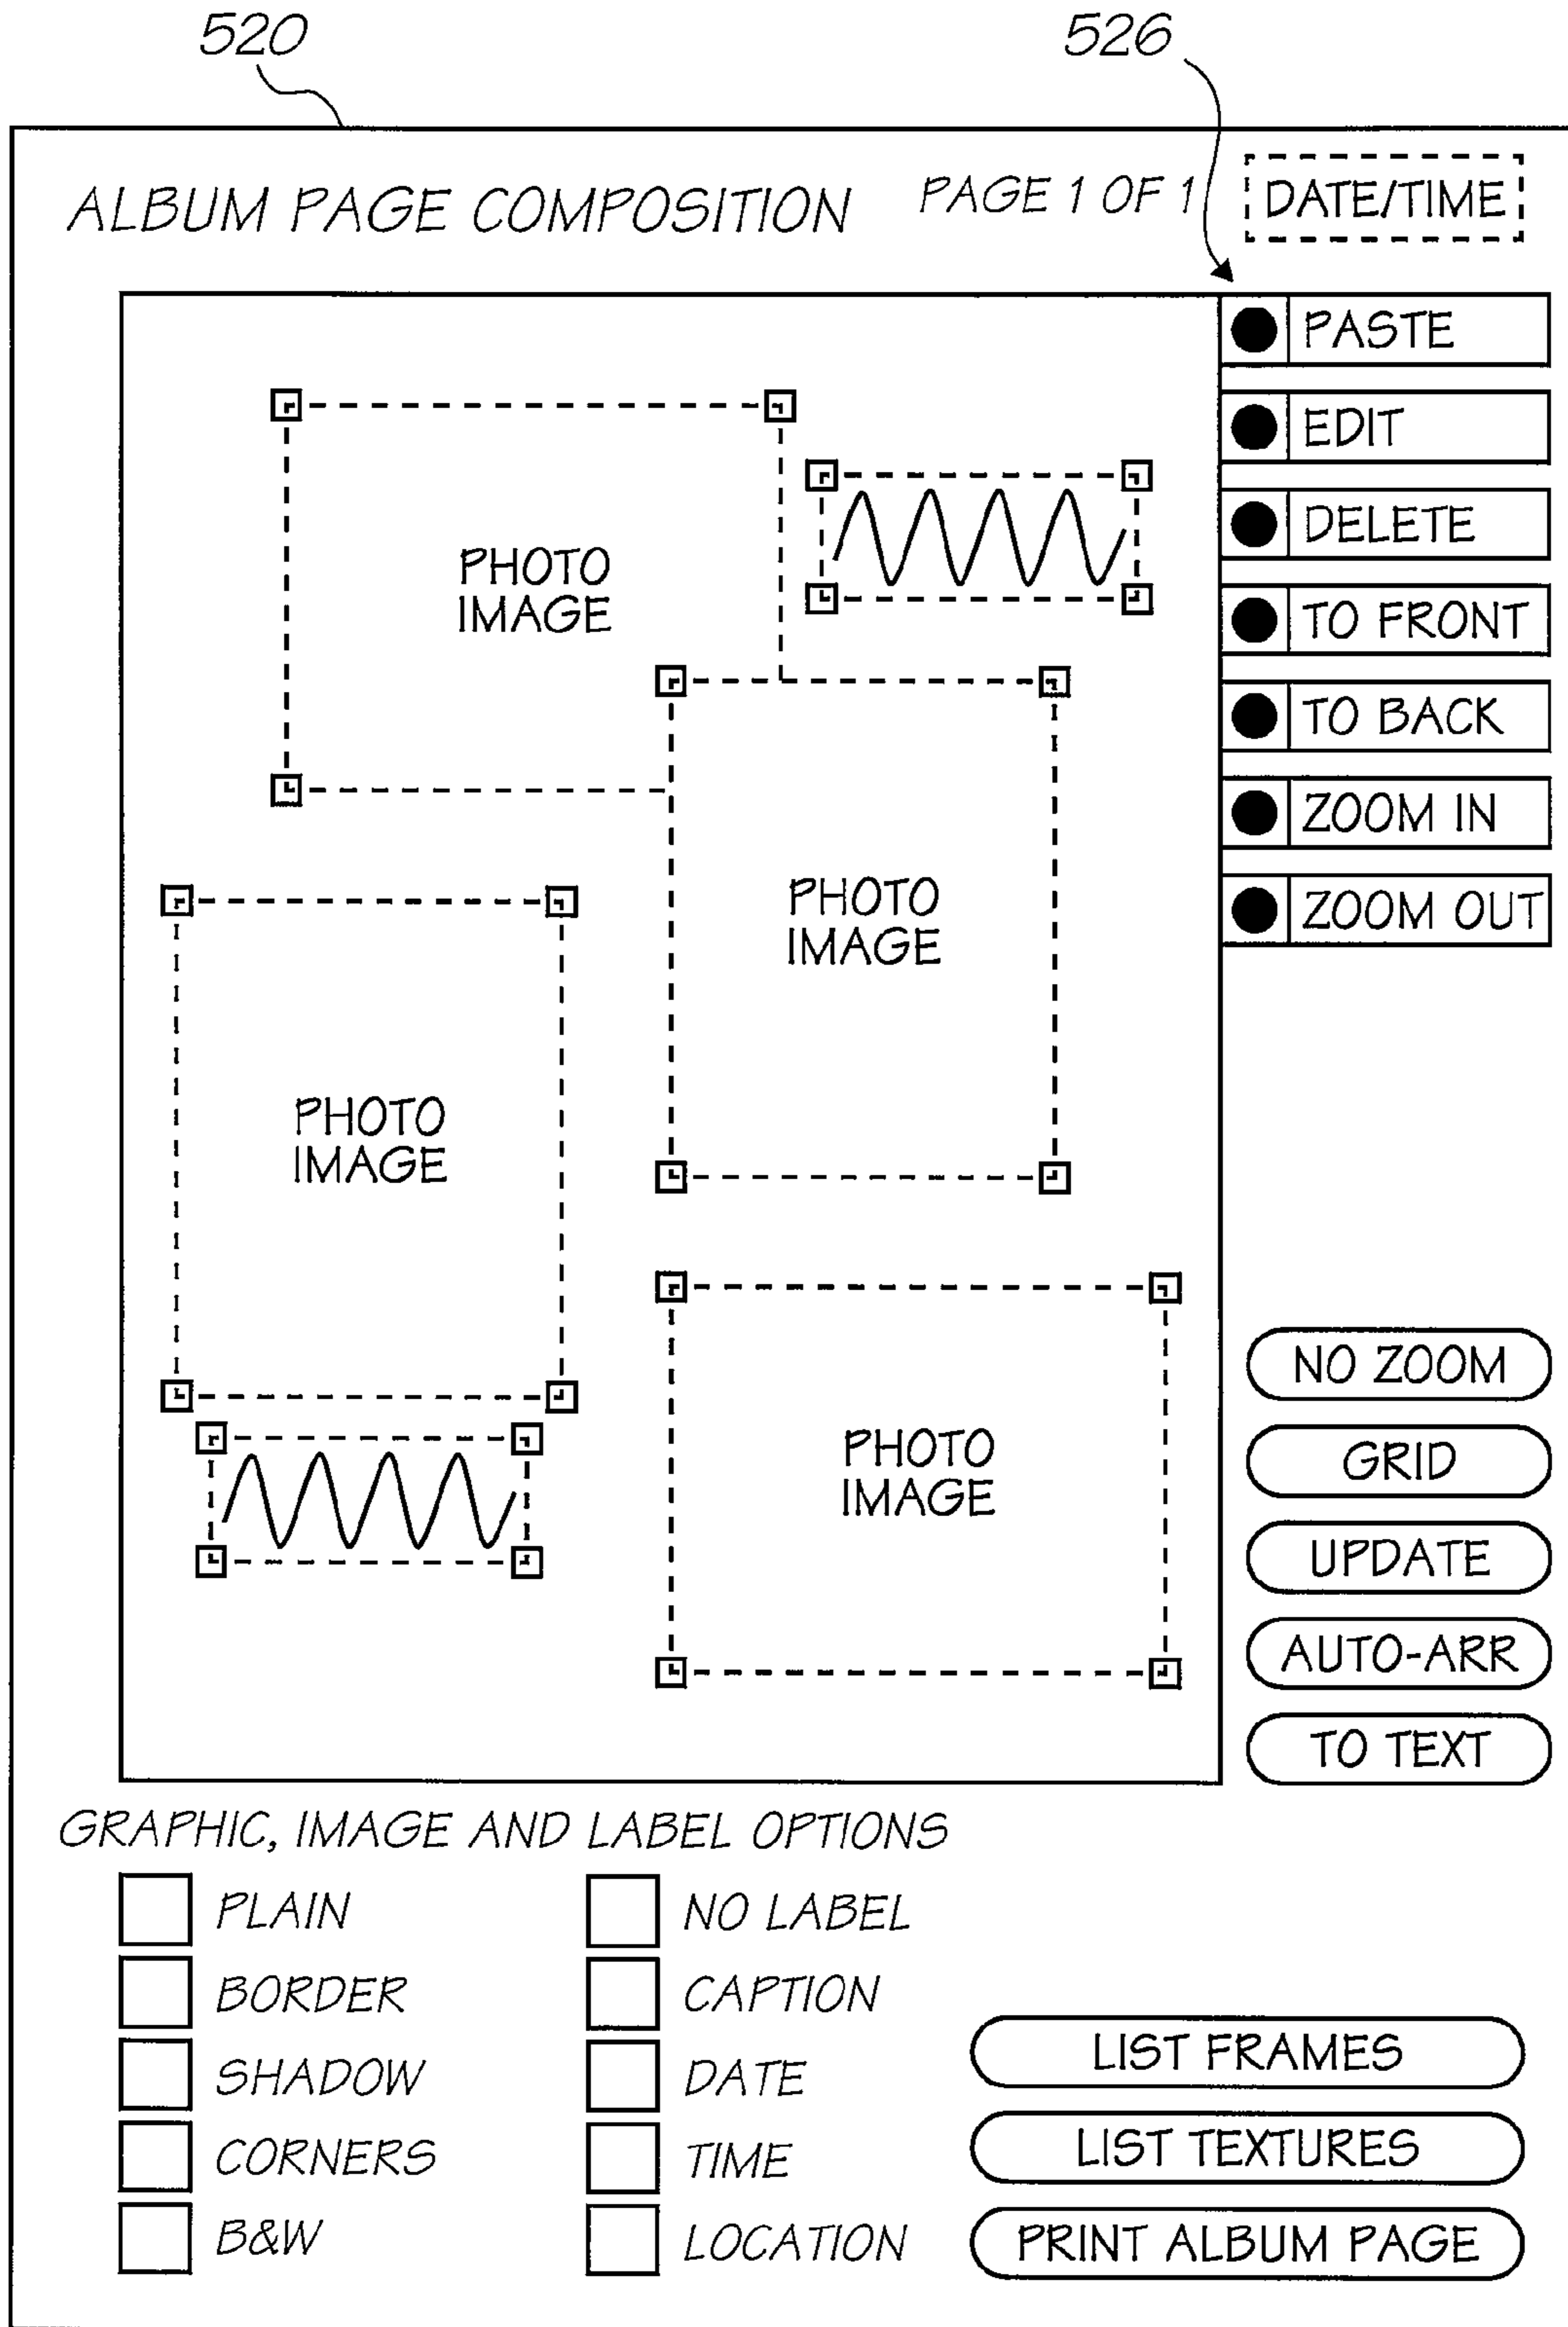 520
526
ALBUM PAGE COMPOSITION
PAGE 1 OF 1
DATE/TIME
PASTE
EDIT
DELETE
TO FRONT
TO BACK
ZOOM IN
ZOOM OUT
PHOTO
IMAGE
PHOTO
IMAGE
PHOTO
IMAGE
PHOTO
IMAGE
NO ZOOM
GRID
UPDATE
AUTO-ARR
TO TEXT
GRAPHIC, IMAGE AND LABEL OPTIONS
PLAIN
BORDER
SHADOW
CORNERS
B&W
NO LABEL
CAPTION
DATE
TIME
LOCATION
LIST FRAMES
LIST TEXTURES
PRINT ALBUM PAGE